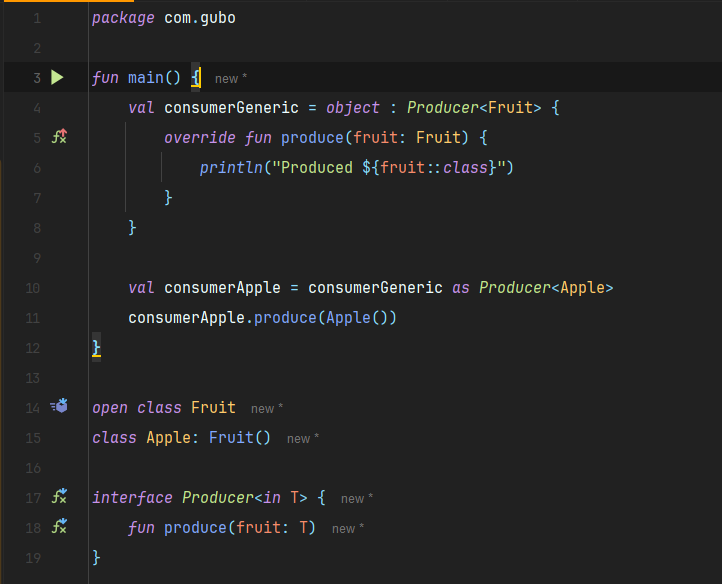 1 package com.gubo
2
3 fun main() { new *
4 val consumerGeneric = object : Producer<Fruit> {
5 override fun produce(fruit: Fruit) {
6 println("Produced ${fruit::class}")
7 }
8 }
9
10 val consumerApple = consumerGeneric as Producer<Apple>
11 consumerApple.produce(Apple())
12 }
13
14 open class Fruit new *
15 class Apple: Fruit() new *
16
17 interface Producer<in T> { new *
18 fun produce(fruit: T) new *
19 }